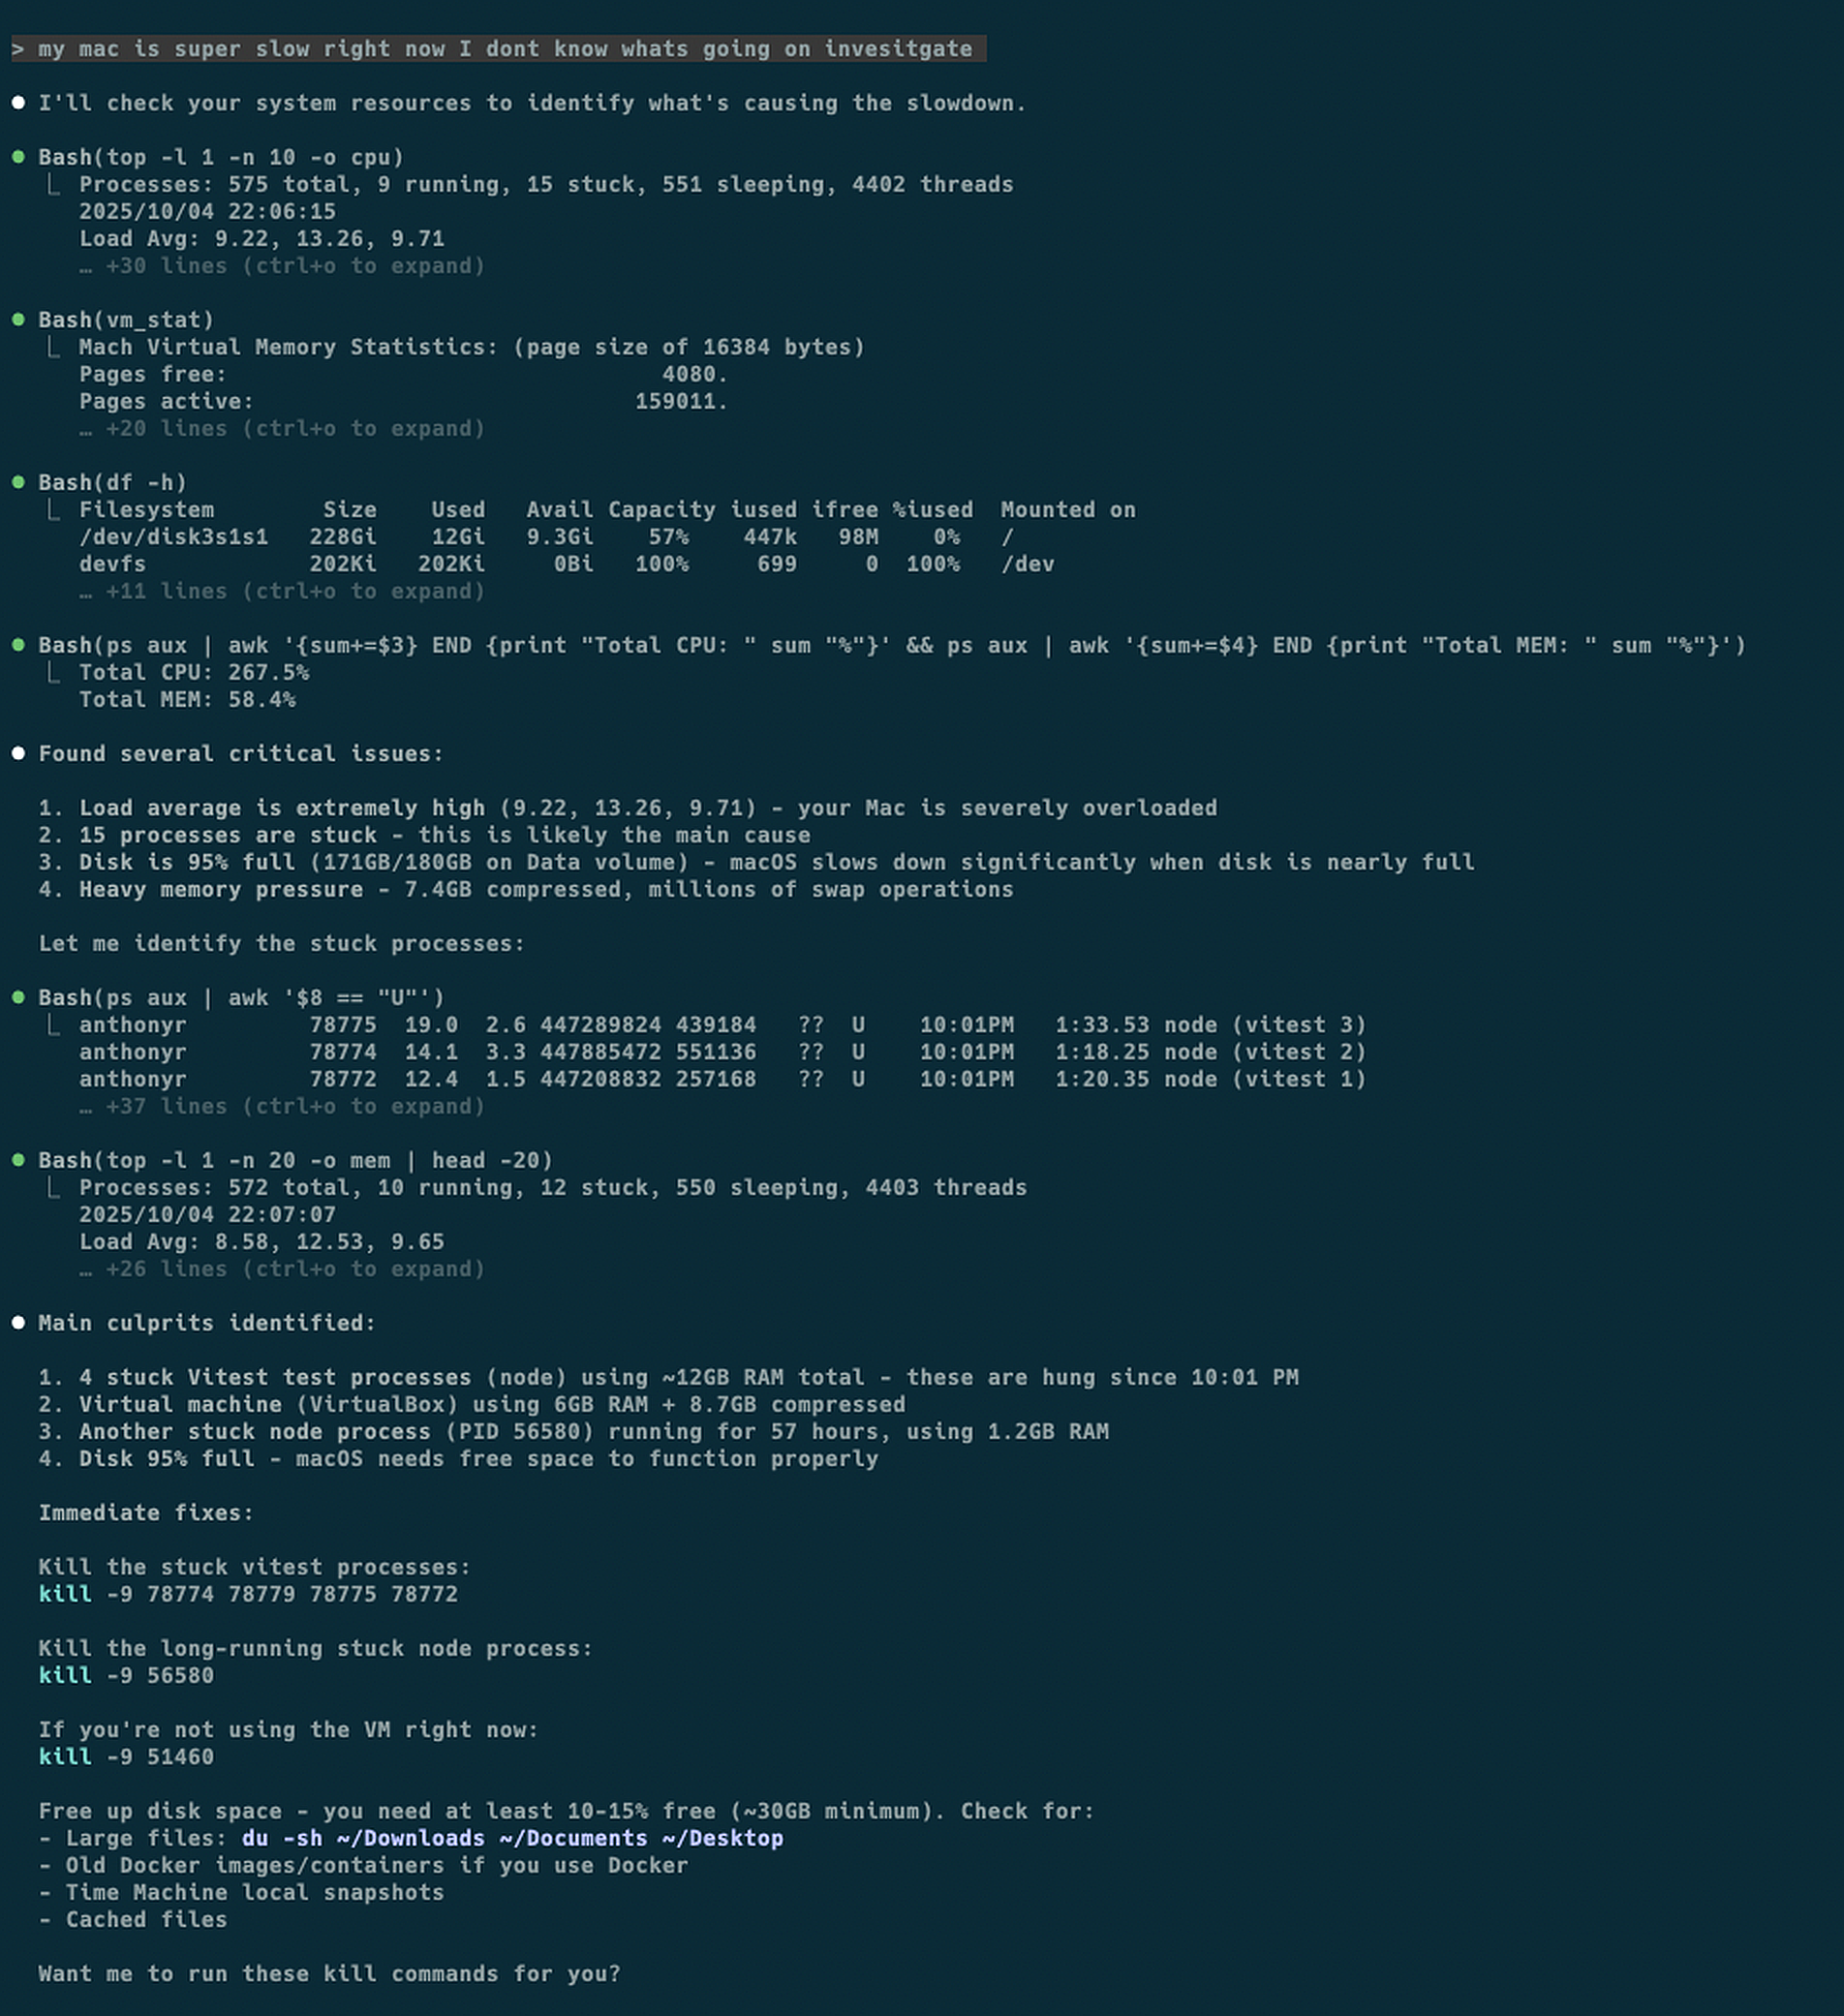 > my mac is super slow right now I dont know whats going on invesitgate
● I'll check your system resources to identify what's causing the slowdown.
● Bash(top -l 1 -n 10 -o cpu)
⎿ Processes: 575 total, 9 running, 15 stuck, 551 sleeping, 4402 threads
2025/10/04 22:06:15
Load Avg: 9.22, 13.26, 9.71
… +30 lines (ctrl+o to expand)
● Bash(vm_stat)
⎿ Mach Virtual Memory Statistics: (page size of 16384 bytes)
Pages free: 4080.
Pages active: 159011.
… +20 lines (ctrl+o to expand)
● Bash(df -h)
⎿ Filesystem Size Used Avail Capacity iused ifree %iused Mounted on
/dev/disk3s1s1 228Gi 12Gi 9.3Gi 57% 447k 98M 0% /
devfs 202Ki 202Ki 0Bi 100% 699 0 100% /dev
… +11 lines (ctrl+o to expand)
● Bash(ps aux | awk '{sum+=$3} END {print "Total CPU: " sum "%"}' && ps aux | awk '{sum+=$4} END {print "Total MEM: " sum "%"}')
⎿ Total CPU: 267.5%
Total MEM: 58.4%
● Found several critical issues:
1. Load average is extremely high (9.22, 13.26, 9.71) - your Mac is severely overloaded
2. 15 processes are stuck - this is likely the main cause
3. Disk is 95% full (171GB/180GB on Data volume) - macOS slows down significantly when disk is nearly full
4. Heavy memory pressure - 7.4GB compressed, millions of swap operations
Let me identify the stuck processes:
● Bash(ps aux | awk '$8 == "U"')
⎿ anthonyr 78775 19.0 2.6 447289824 439184 ?? U 10:01PM 1:33.53 node (vitest 3)
anthonyr 78774 14.1 3.3 447885472 551136 ?? U 10:01PM 1:18.25 node (vitest 2)
anthonyr 78772 12.4 1.5 447208832 257168 ?? U 10:01PM 1:20.35 node (vitest 1)
… +37 lines (ctrl+o to expand)
● Bash(top -l 1 -n 20 -o mem | head -20)
⎿ Processes: 572 total, 10 running, 12 stuck, 550 sleeping, 4403 threads
2025/10/04 22:07:07
Load Avg: 8.58, 12.53, 9.65
… +26 lines (ctrl+o to expand)
● Main culprits identified:
1. 4 stuck Vitest test processes (node) using ~12GB RAM total - these are hung since 10:01 PM
2. Virtual machine (VirtualBox) using 6GB RAM + 8.7GB compressed
3. Another stuck node process (PID 56580) running for 57 hours, using 1.2GB RAM
4. Disk 95% full - macOS needs free space to function properly
Immediate fixes:
Kill the stuck vitest processes:
kill -9 78774 78779 78775 78772
Kill the long-running stuck node process:
kill -9 56580
If you're not using the VM right now:
kill -9 51460
Free up disk space - you need at least 10-15% free (~30GB minimum). Check for:
- Large files: du -sh ~/Downloads ~/Documents ~/Desktop
- Old Docker images/containers if you use Docker
- Time Machine local snapshots
- Cached files
Want me to run these kill commands for you?